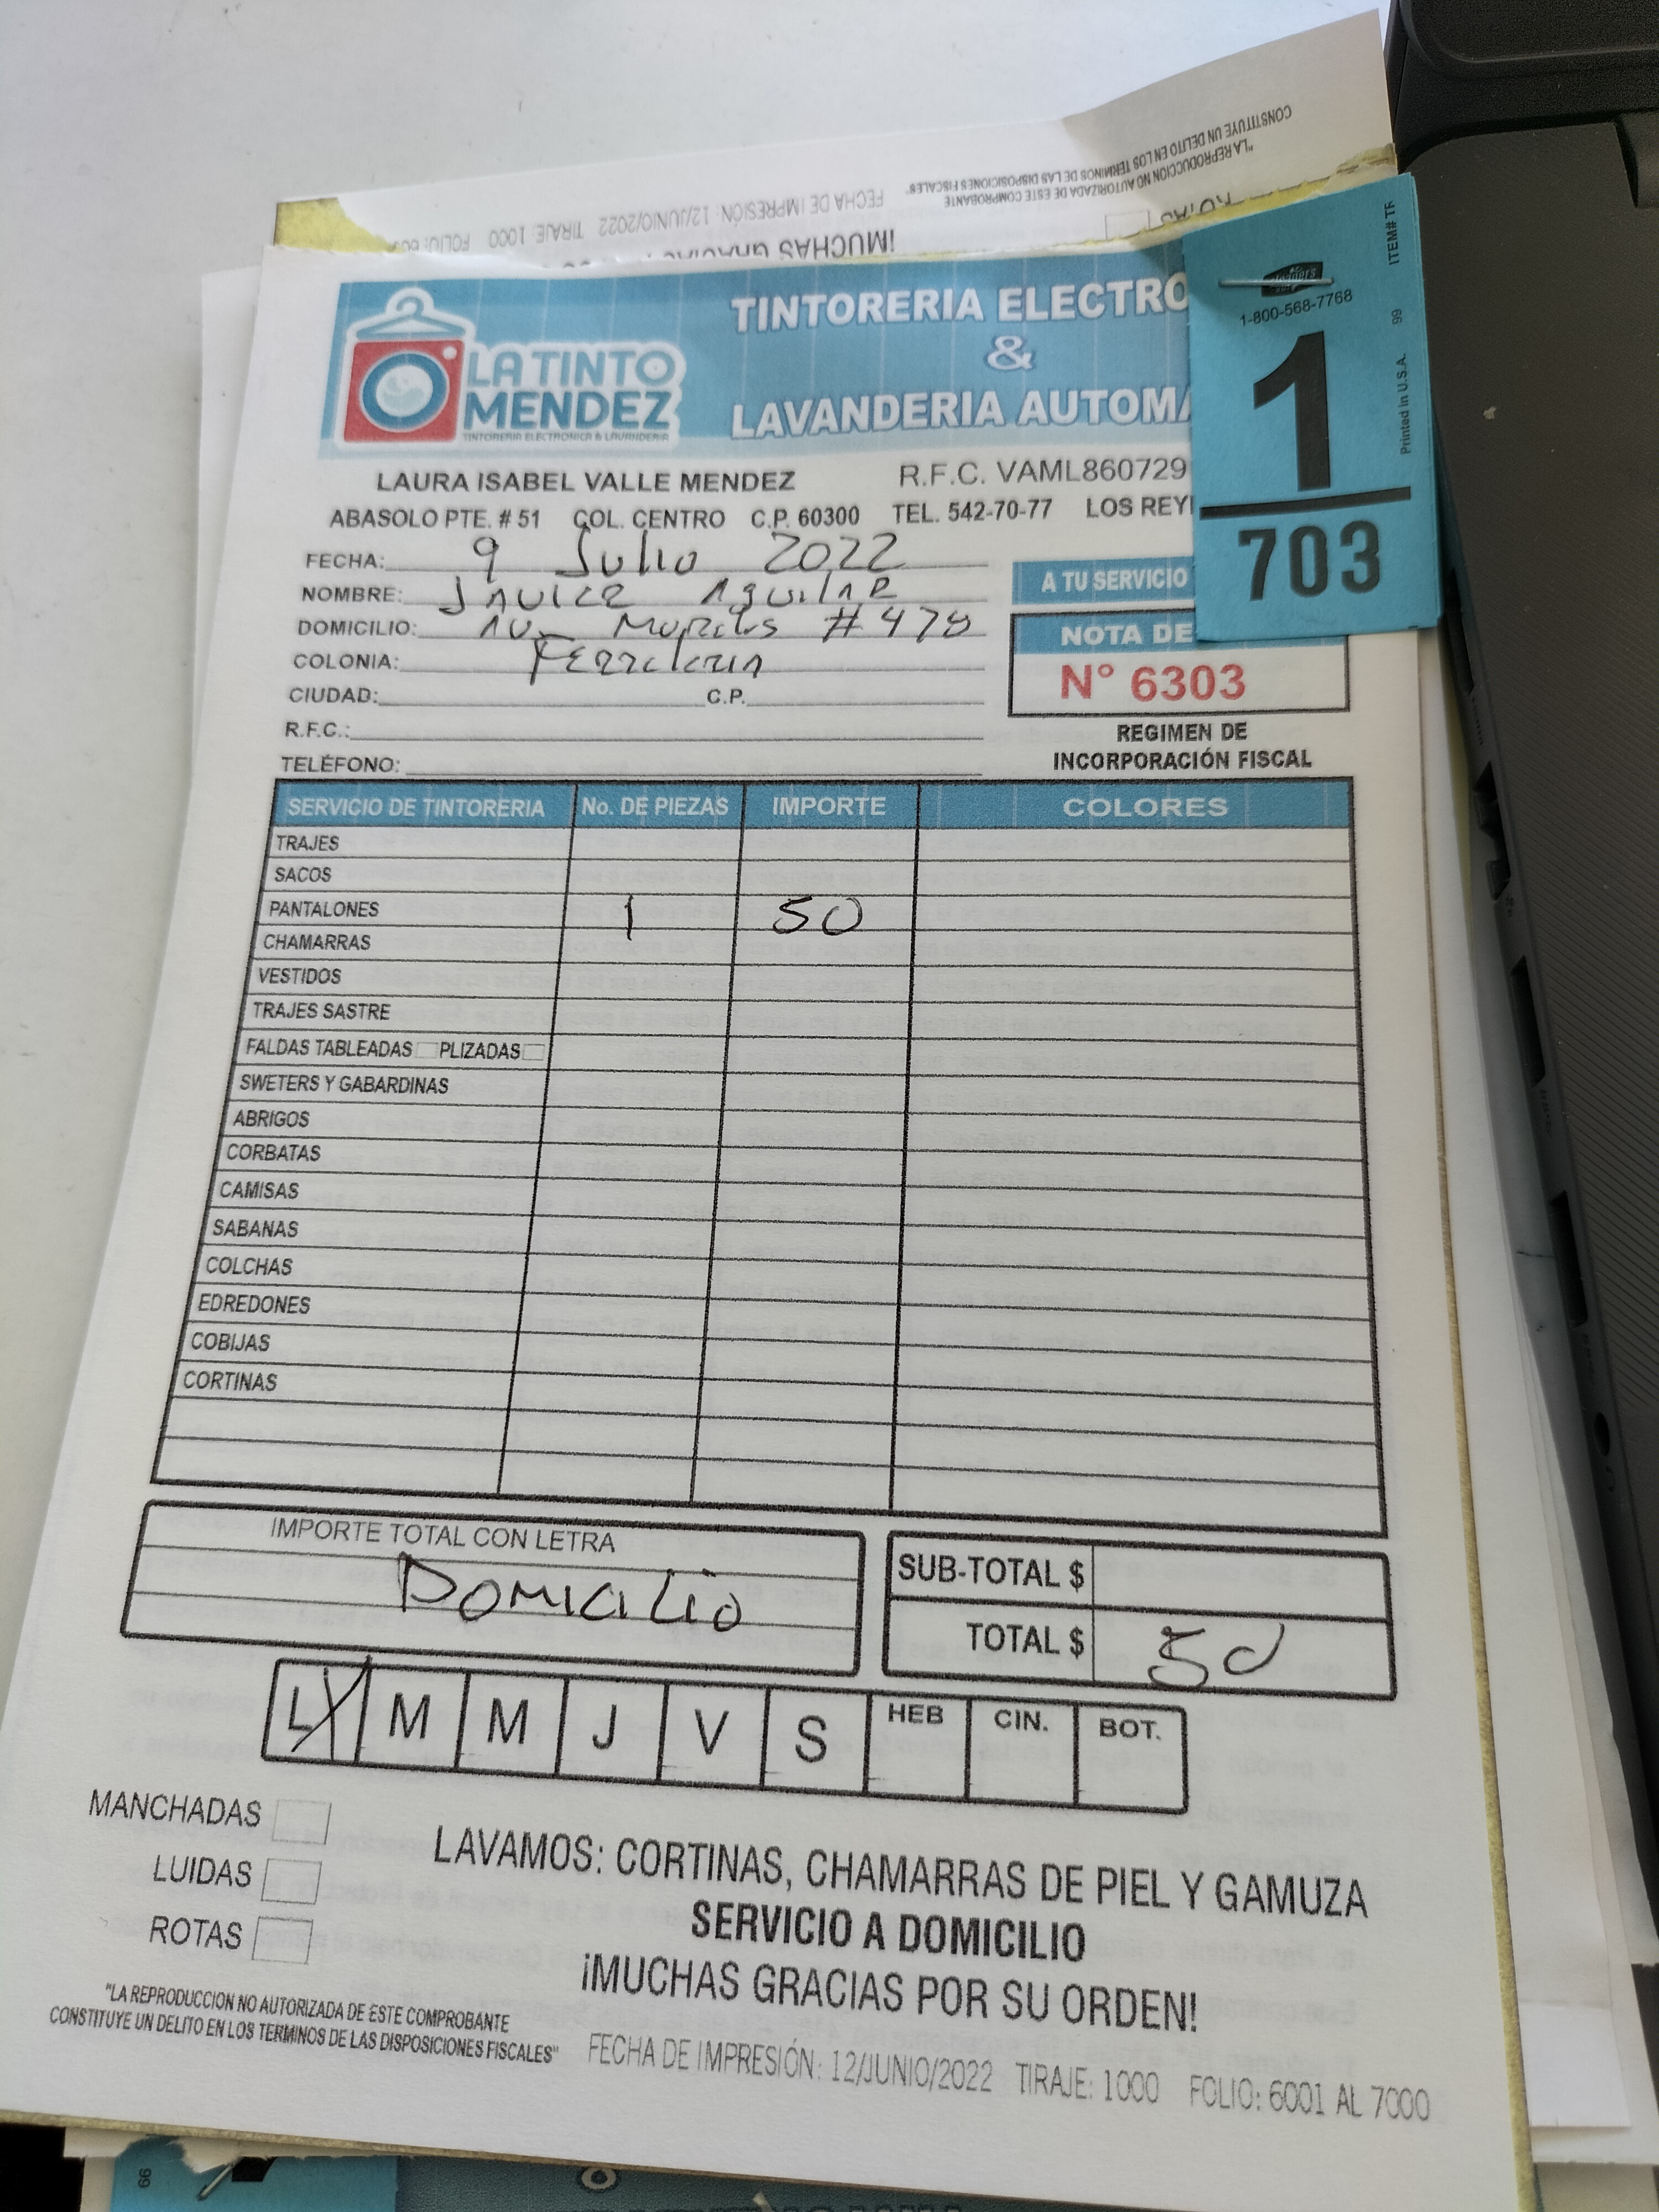 "LA REPRODUCCION NO AUTORIZADA DE ESTE COMPROBANTE
CONSTITUYE UN DELITO EN LOS TERMINOS DE LAS DISPOSICIONES FISCALES"
FECHA DE IMPRESIÓN: 12/JUNIO/2022 TIRAJE: 1000 FOLIO:
¡MUCHAS
LA TINTO
MENDEZ
TINTORERIA ELECTRONICA & LAVANDERIA
TINTORERIA ELECTRO
&
LAVANDERIA AUTOMA
1-800-568-7768
1
703
ITEM# TF
99
Printed in U.S.A.
LAURA ISABEL VALLE MENDEZ R.F.C. VAML860729
ABASOLO PTE. # 51 COL. CENTRO C.P. 60300 TEL. 542-70-77 LOS REY
FECHA: 9 Julio 2022
NOMBRE: Javier Aguilar
DOMICILIO: # 478
COLONIA:
CIUDAD: C.P.
R.F.C.:
TELÉFONO:
A TU SERVICIO
NOTA DE
N° 6303
REGIMEN DE
INCORPORACIÓN FISCAL
SERVICIO DE TINTORERIA No. DE PIEZAS IMPORTE COLORES
TRAJES
SACOS
PANTALONES 1 50
CHAMARRAS
VESTIDOS
TRAJES SASTRE
FALDAS TABLEADAS PLIZADAS
SWETERS Y GABARDINAS
ABRIGOS
CORBATAS
CAMISAS
SABANAS
COLCHAS
EDREDONES
COBIJAS
CORTINAS
IMPORTE TOTAL CON LETRA
Domicilio
SUB-TOTAL $
TOTAL $ 50
L M M J V S HEB CIN. BOT.
MANCHADAS
LUIDAS
ROTAS
LAVAMOS: CORTINAS, CHAMARRAS DE PIEL Y GAMUZA
SERVICIO A DOMICILIO
¡MUCHAS GRACIAS POR SU ORDEN!
"LA REPRODUCCION NO AUTORIZADA DE ESTE COMPROBANTE
CONSTITUYE UN DELITO EN LOS TERMINOS DE LAS DISPOSICIONES FISCALES"
FECHA DE IMPRESIÓN: 12/JUNIO/2022 TIRAJE: 1000 FOLIO: 6001 AL 7000
99